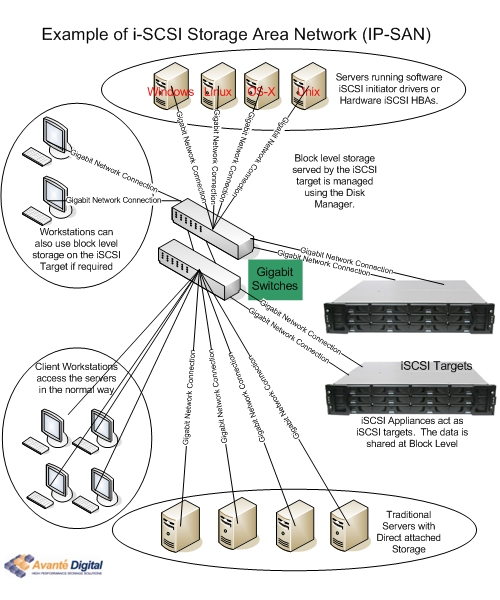 Example of i-SCSI Storage Area Network (IP-SAN)
Windows
Linux
OS-X
Unix
Servers running software
iSCSI initiator drivers or
Hardware iSCSI HBAs.
Gigabit Network Connection
Gigabit Network Connection
Gigabit Network Connection
Gigabit Network Connection
Gigabit Network Connection
Gigabit Network Connection
Block level storage
served by the iSCSI
target is managed
using the Disk
Manager.
Workstations can
also use block level
storage on the iSCSI
Target if required
Gigabit
Switches
Gigabit Network Connection
Gigabit Network Connection
Gigabit Network Connection
Gigabit Network Connection
iSCSI Targets
iSCSI Appliances act as
iSCSI targets. The data is
shared at Block Level
Client Workstations
access the servers
in the normal way.
Gigabit Network Connection
Gigabit Network Connection
Gigabit Network Connection
Gigabit Network Connection
Traditional
Servers with
Direct attached
Storage
Avanté Digital
HIGH PERFORMANCE STORAGE SOLUTIONS